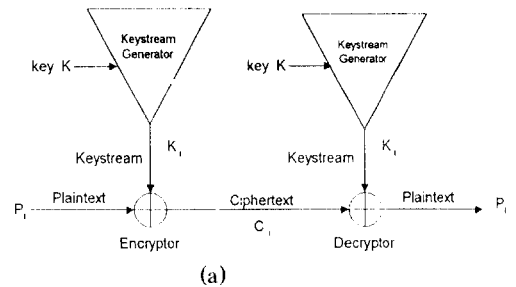 Keystream
Generator
key K
Keystream
Generator
key K
K i
Keystream
K i
Keystream
P i
Plaintext
Ciphertext
Plaintext
P i
C i
Encryptor
Decryptor
(a)